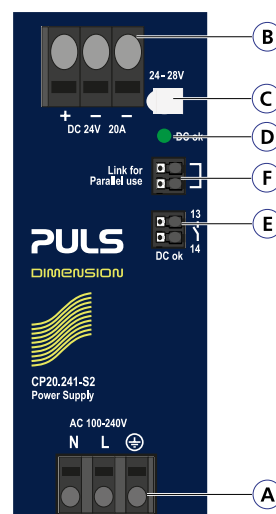 B
24–28V
+ – –
DC 24V 20A
C
D
DC ok
Link for
Parallel use
F
13
E
14
DC ok
PULS
DIMENSION
CP20.241-S2
Power Supply
AC 100-240V
N L
A